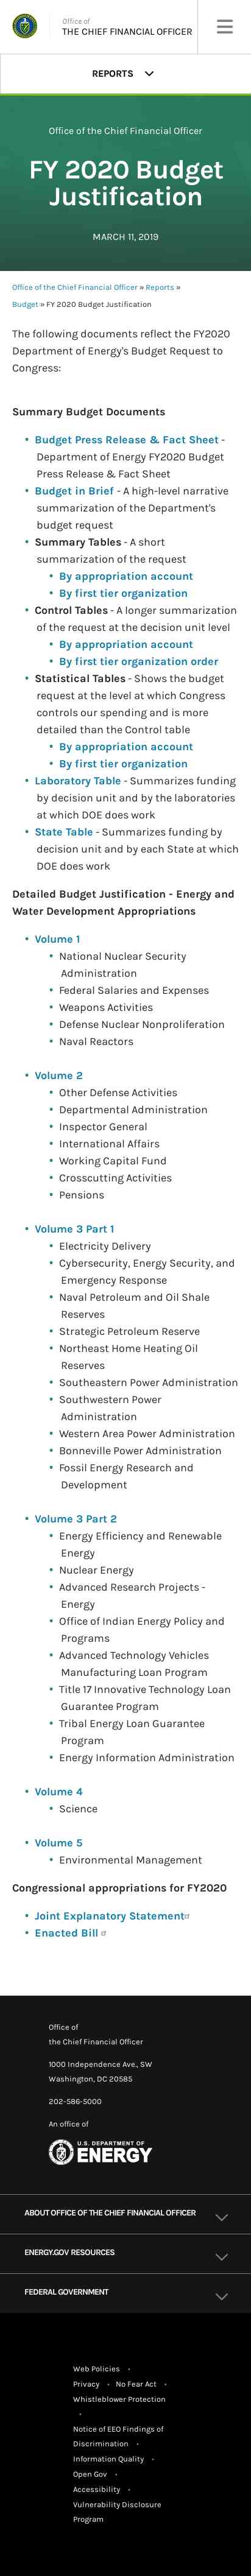 Office of
THE CHIEF FINANCIAL OFFICER
REPORTS
Office of the Chief Financial Officer
FY 2020 Budget
Justification
MARCH 11, 2019
Office of the Chief Financial Officer » Reports »
Budget » FY 2020 Budget Justification
The following documents reflect the FY2020
Department of Energy's Budget Request to
Congress:
Summary Budget Documents
• Budget Press Release & Fact Sheet -
Department of Energy FY2020 Budget
Press Release & Fact Sheet
• Budget in Brief - A high-level narrative
summarization of the Department's
budget request
• Summary Tables - A short
summarization of the request
• By appropriation account
• By first tier organization
• Control Tables - A longer summarization
of the request at the decision unit level
• By appropriation account
• By first tier organization order
• Statistical Tables - Shows the budget
request at the level at which Congress
controls our spending and is more
detailed than the Control table
• By appropriation account
• By first tier organization
• Laboratory Table - Summarizes funding
by decision unit and by the laboratories
at which DOE does work
• State Table - Summarizes funding by
decision unit and by each State at which
DOE does work
Detailed Budget Justification - Energy and
Water Development Appropriations
• Volume 1
• National Nuclear Security
Administration
• Federal Salaries and Expenses
• Weapons Activities
• Defense Nuclear Nonproliferation
• Naval Reactors
• Volume 2
• Other Defense Activities
• Departmental Administration
• Inspector General
• International Affairs
• Working Capital Fund
• Crosscutting Activities
• Pensions
• Volume 3 Part 1
• Electricity Delivery
• Cybersecurity, Energy Security, and
Emergency Response
• Naval Petroleum and Oil Shale
Reserves
• Strategic Petroleum Reserve
• Northeast Home Heating Oil
Reserves
• Southeastern Power Administration
• Southwestern Power
Administration
• Western Area Power Administration
• Bonneville Power Administration
• Fossil Energy Research and
Development
• Volume 3 Part 2
• Energy Efficiency and Renewable
Energy
• Nuclear Energy
• Advanced Research Projects -
Energy
• Office of Indian Energy Policy and
Programs
• Advanced Technology Vehicles
Manufacturing Loan Program
• Title 17 Innovative Technology Loan
Guarantee Program
• Tribal Energy Loan Guarantee
Program
• Energy Information Administration
• Volume 4
• Science
• Volume 5
• Environmental Management
Congressional appropriations for FY2020
• Joint Explanatory Statement
• Enacted Bill
Office of
the Chief Financial Officer
1000 Independence Ave., SW
Washington, DC 20585
202-586-5000
An office of
U.S. DEPARTMENT OF
ENERGY
ABOUT OFFICE OF THE CHIEF FINANCIAL OFFICER
ENERGY.GOV RESOURCES
FEDERAL GOVERNMENT
Web Policies •
Privacy • No Fear Act •
Whistleblower Protection
•
Notice of EEO Findings of
Discrimination •
Information Quality •
Open Gov •
Accessibility •
Vulnerability Disclosure
Program